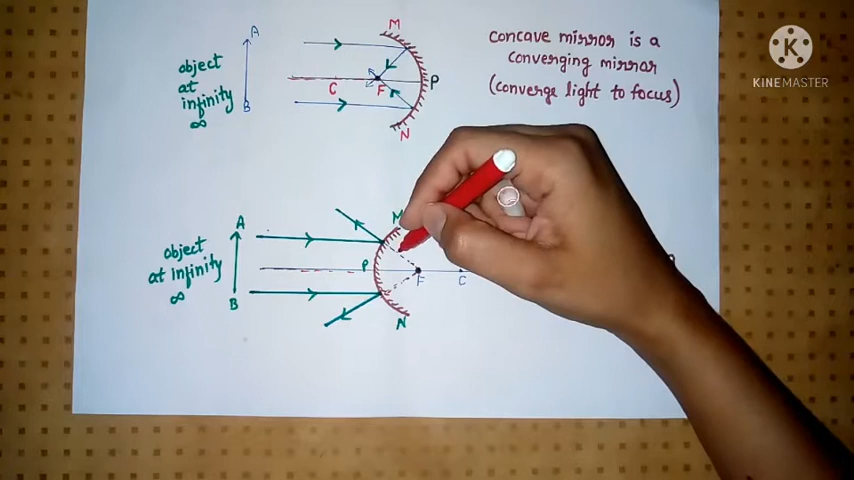 A
object
at
infinity
∞
B
M
C
F
P
N
concave mirror is a
converging mirror
(converge light to focus)
K
KINEMASTER
A
object
at infinity
∞
B
M
P
F
C
N